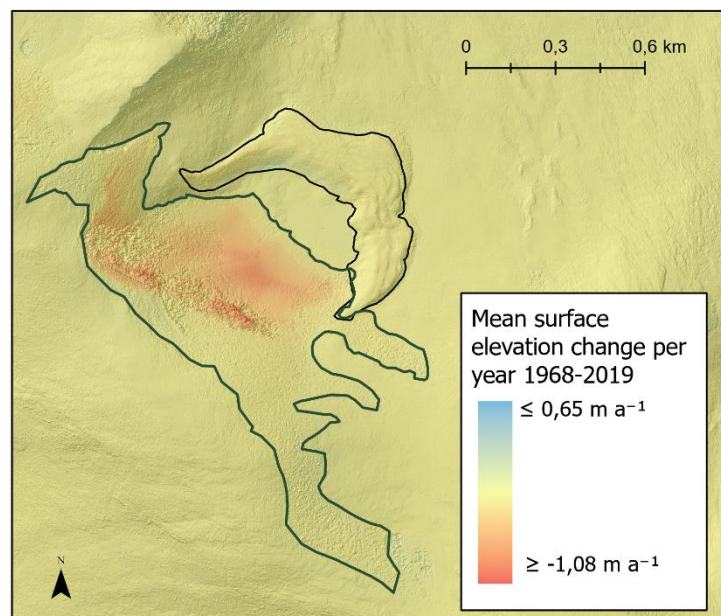 0 0,3 0,6 km
Mean surface
elevation change per
year 1968-2019
≤ 0,65 m a⁻¹
≥ -1,08 m a⁻¹
N